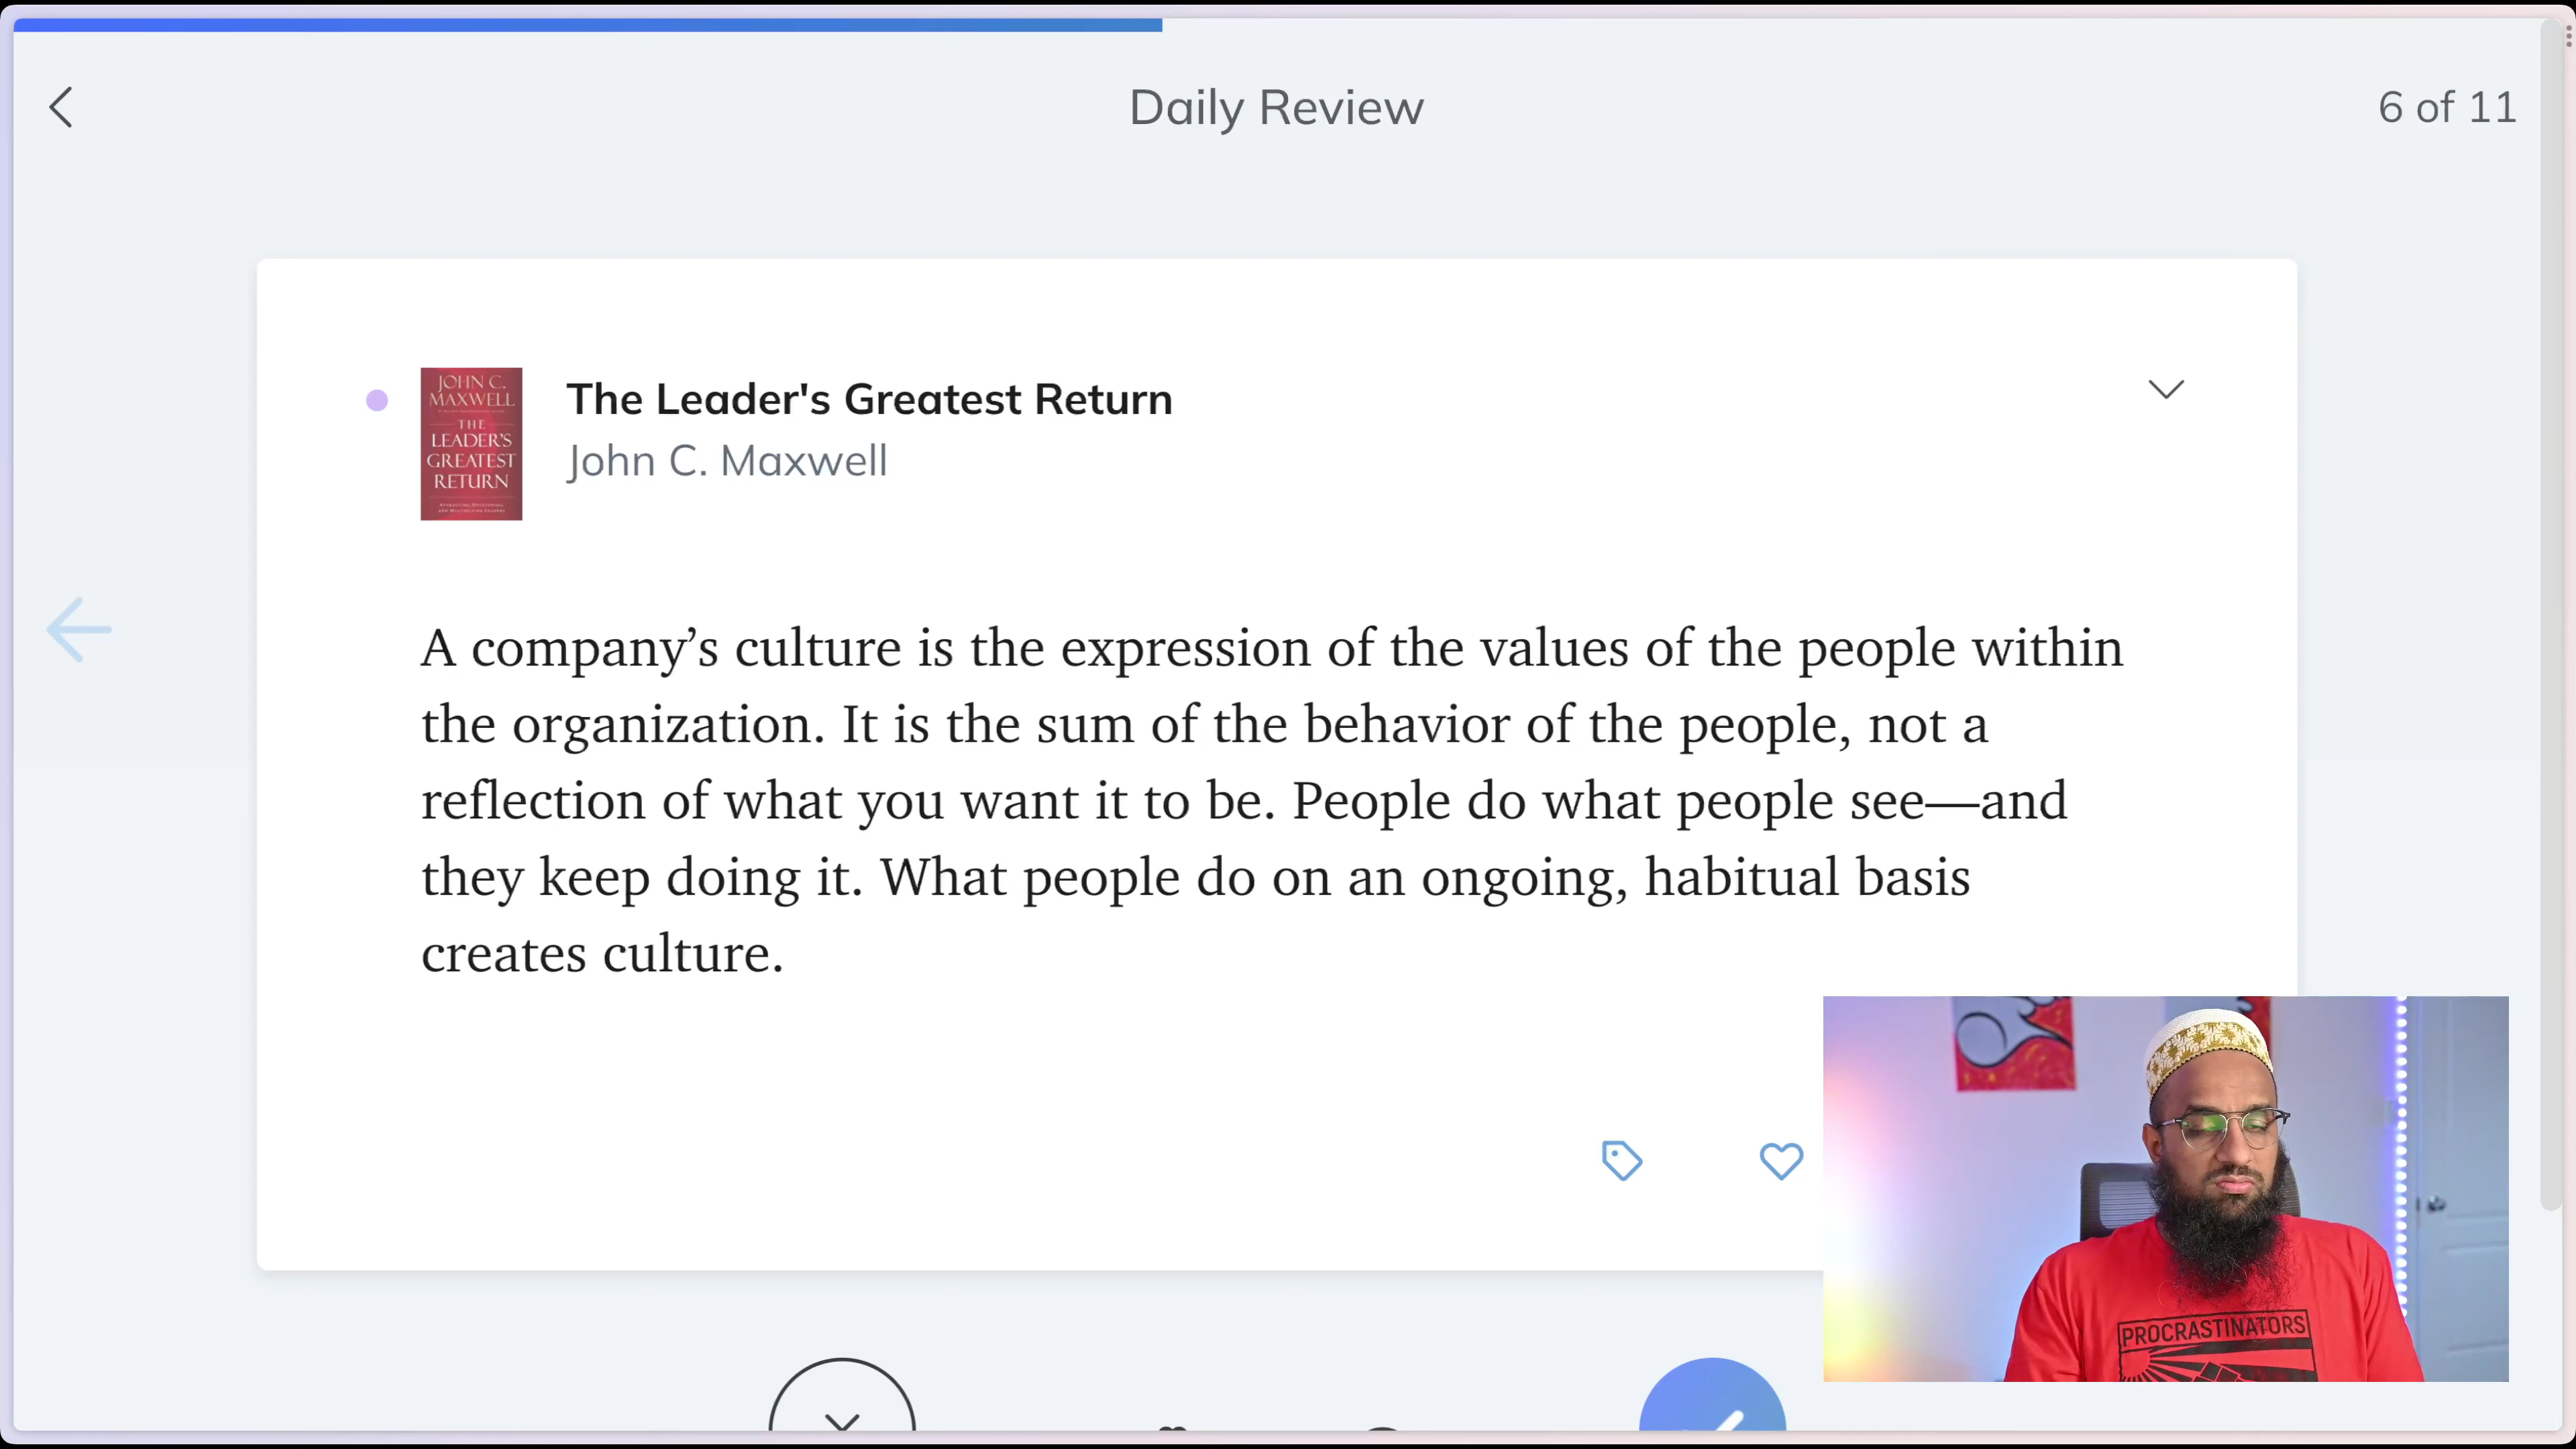 Daily Review
6 of 11
JOHN C.
MAXWELL
THE
LEADER'S
GREATEST
RETURN
The Leader's Greatest Return
John C. Maxwell
A company’s culture is the expression of the values of the people within
the organization. It is the sum of the behavior of the people, not a
reflection of what you want it to be. People do what people see—and
they keep doing it. What people do on an ongoing, habitual basis
creates culture.
PROCRASTINATORS